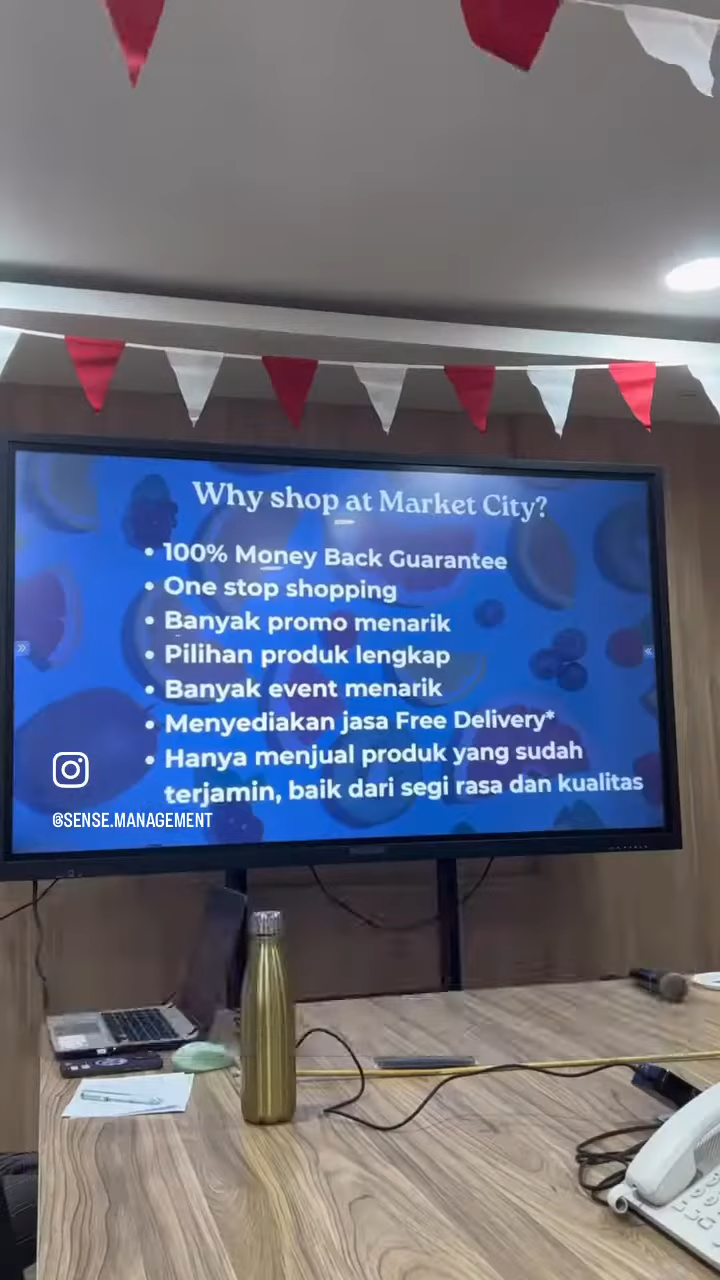 Why shop at Market City?
• 100% Money Back Guarantee
• One stop shopping
• Banyak promo menarik
• Pilihan produk lengkap
• Banyak event menarik
• Menyediakan jasa Free Delivery*
• Hanya menjual produk yang sudah
terjamin, baik dari segi rasa dan kualitas
@SENSE.MANAGEMENT